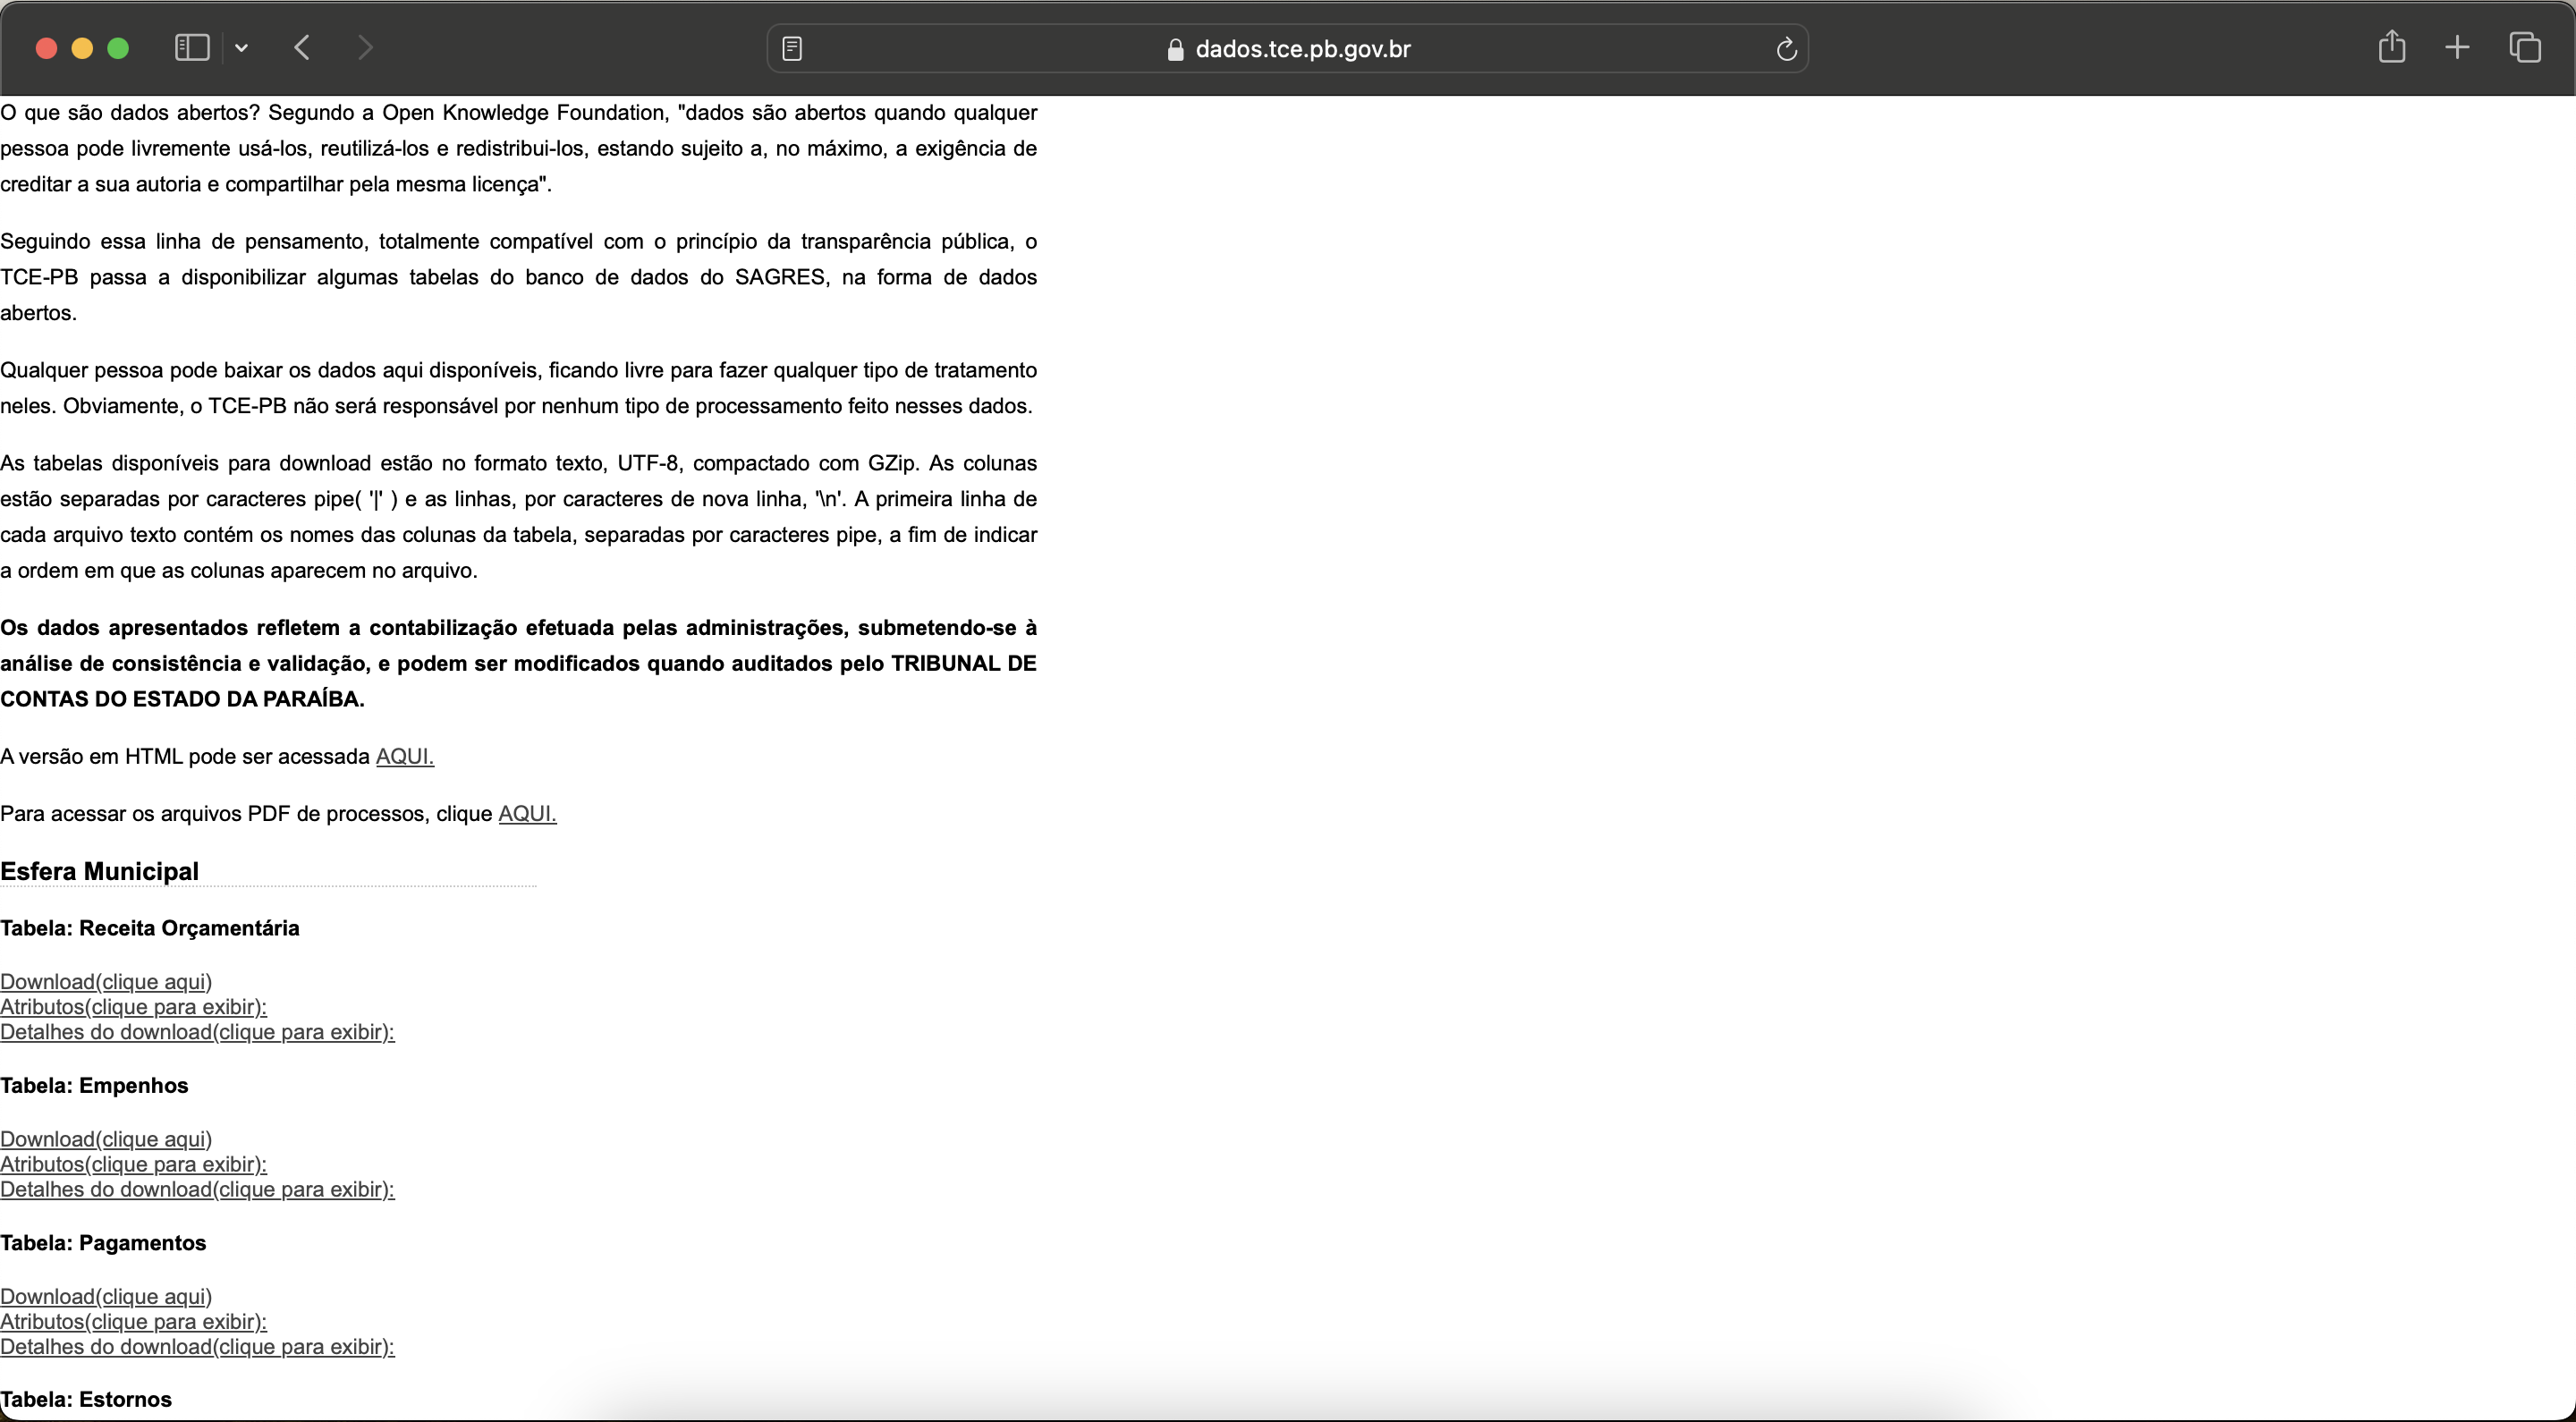 dados.tce.pb.gov.br
O que são dados abertos? Segundo a Open Knowledge Foundation, "dados são abertos quando qualquer
pessoa pode livremente usá-los, reutilizá-los e redistribui-los, estando sujeito a, no máximo, a exigência de
creditar a sua autoria e compartilhar pela mesma licença".
Seguindo essa linha de pensamento, totalmente compatível com o princípio da transparência pública, o
TCE-PB passa a disponibilizar algumas tabelas do banco de dados do SAGRES, na forma de dados
abertos.
Qualquer pessoa pode baixar os dados aqui disponíveis, ficando livre para fazer qualquer tipo de tratamento
neles. Obviamente, o TCE-PB não será responsável por nenhum tipo de processamento feito nesses dados.
As tabelas disponíveis para download estão no formato texto, UTF-8, compactado com GZip. As colunas
estão separadas por caracteres pipe( '|' ) e as linhas, por caracteres de nova linha, '\n'. A primeira linha de
cada arquivo texto contém os nomes das colunas da tabela, separadas por caracteres pipe, a fim de indicar
a ordem em que as colunas aparecem no arquivo.
Os dados apresentados refletem a contabilização efetuada pelas administrações, submetendo-se à
análise de consistência e validação, e podem ser modificados quando auditados pelo TRIBUNAL DE
CONTAS DO ESTADO DA PARAÍBA.
A versão em HTML pode ser acessada AQUI.
Para acessar os arquivos PDF de processos, clique AQUI.
Esfera Municipal
Tabela: Receita Orçamentária
Download(clique aqui)
Atributos(clique para exibir):
Detalhes do download(clique para exibir):
Tabela: Empenhos
Download(clique aqui)
Atributos(clique para exibir):
Detalhes do download(clique para exibir):
Tabela: Pagamentos
Download(clique aqui)
Atributos(clique para exibir):
Detalhes do download(clique para exibir):
Tabela: Estornos